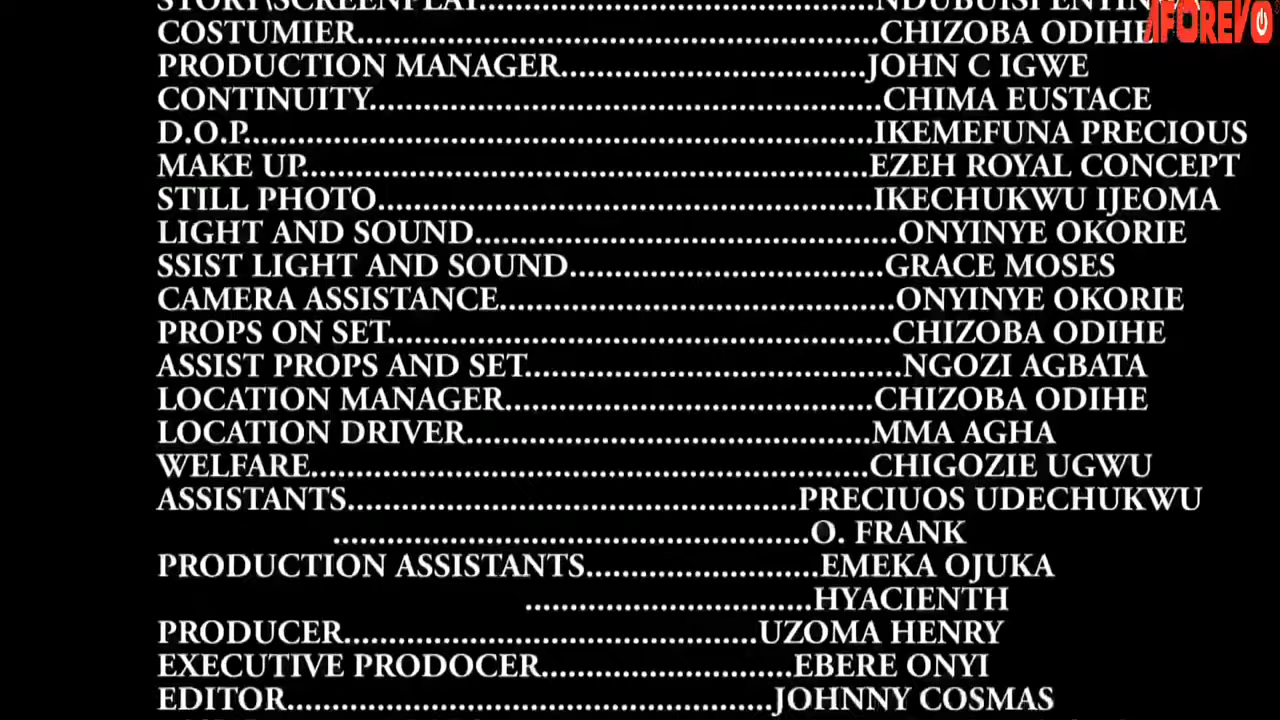 STORY\SCREENPLAY..........................................................NDUBUISI
AFOREVO
COSTUMIER..............................................................................CHIZOBA ODIHE
PRODUCTION MANAGER.............................................JOHN C IGWE
CONTINUITY............................................................................CHIMA EUSTACE
D.O.P..............................................................................................IKEMEFUNA PRECIOUS
MAKE UP.....................................................................................EZEH ROYAL CONCEPT
STILL PHOTO..........................................................................IKECHUKWU IJEOMA
LIGHT AND SOUND...............................................................ONYINYE OKORIE
SSIST LIGHT AND SOUND...............................................GRACE MOSES
CAMERA ASSISTANCE...........................................................ONYINYE OKORIE
PROPS ON SET...........................................................................CHIZOBA ODIHE
ASSIST PROPS AND SET........................................................NGOZI AGBATA
LOCATION MANAGER.......................................................CHIZOBA ODIHE
LOCATION DRIVER............................................................MMA AGHA
WELFARE...................................................................................CHIGOZIE UGWU
ASSISTANTS...................................................................PRECIUOS UDECHUKWU
.......................................................................O. FRANK
PRODUCTION ASSISTANTS...................................EMEKA OJUKA
...........................................HYACIENTH
PRODUCER..............................................................UZOMA HENRY
EXECUTIVE PRODOCER......................................EBERE ONYI
EDITOR.........................................................................JOHNNY COSMAS